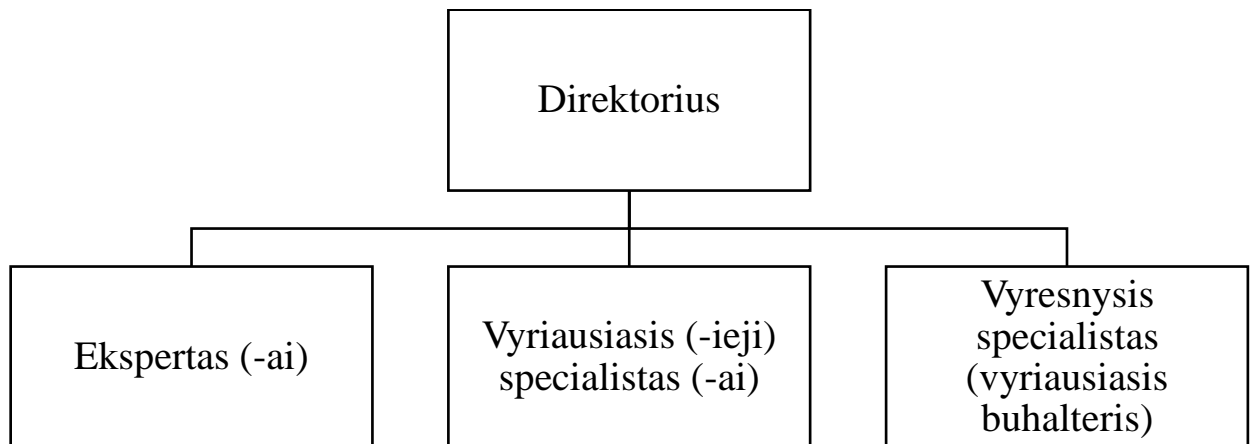 Direktorius
Ekspertas (-ai)
Vyriausiasis (-ieji)
specialistas (-ai)
Vyresnysis
specialistas
(vyriausiasis
buhalteris)